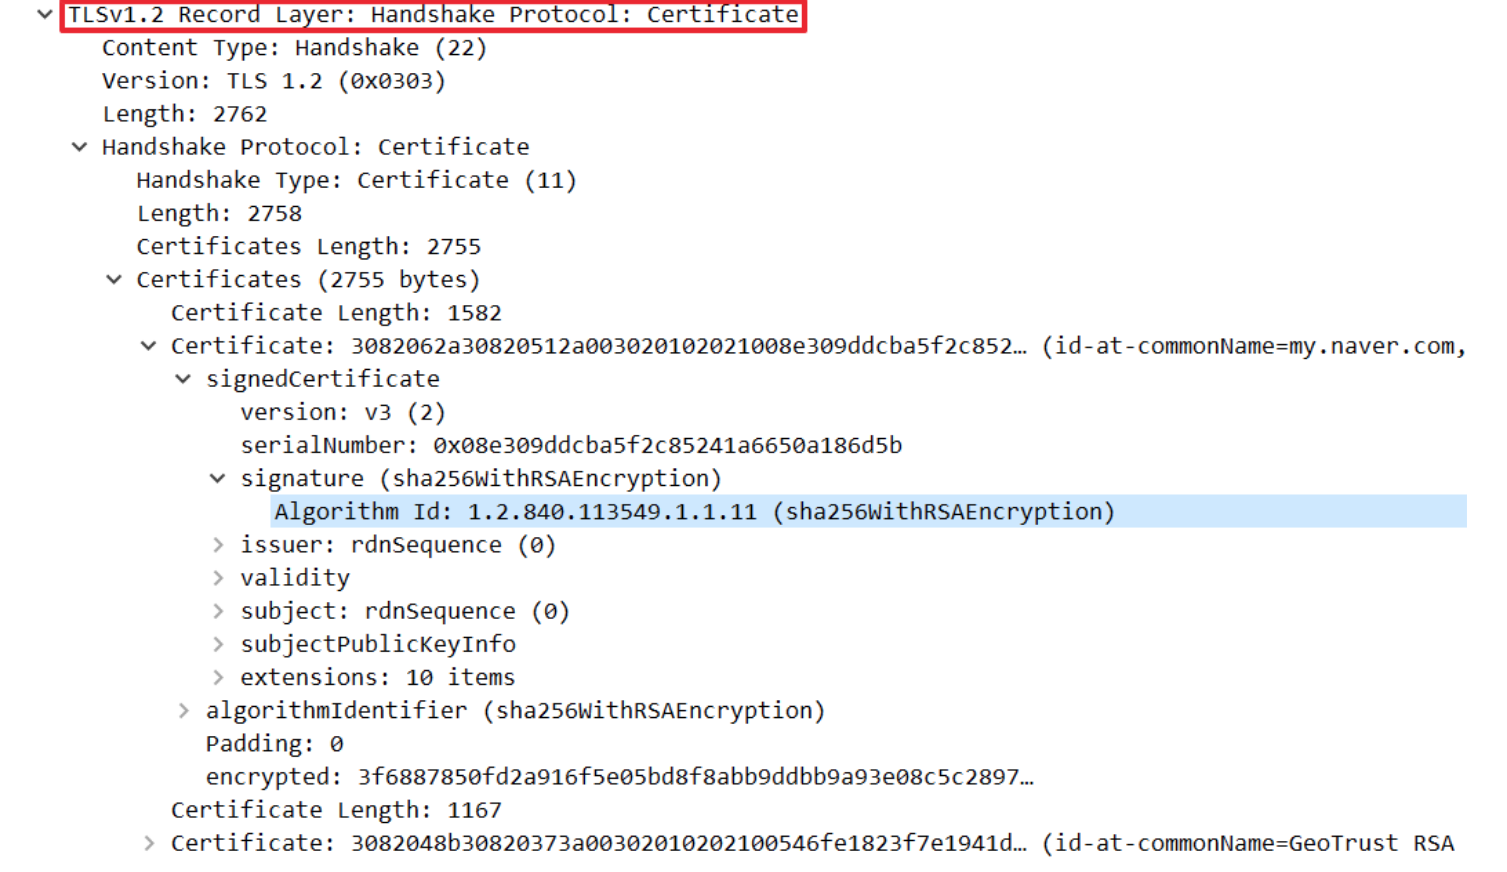 TLSv1.2 Record Layer: Handshake Protocol: Certificate
Content Type: Handshake (22)
Version: TLS 1.2 (0x0303)
Length: 2762
Handshake Protocol: Certificate
Handshake Type: Certificate (11)
Length: 2758
Certificates Length: 2755
Certificates (2755 bytes)
Certificate Length: 1582
Certificate: 3082062a30820512a003020102021008e309ddcba5f2c852… (id-at-commonName=my.naver.com,
signedCertificate
version: v3 (2)
serialNumber: 0x08e309ddcba5f2c85241a6650a186d5b
signature (sha256WithRSAEncryption)
Algorithm Id: 1.2.840.113549.1.1.11 (sha256WithRSAEncryption)
issuer: rdnSequence (0)
validity
subject: rdnSequence (0)
subjectPublicKeyInfo
extensions: 10 items
algorithmIdentifier (sha256WithRSAEncryption)
Padding: 0
encrypted: 3f6887850fd2a916f5e05bd8f8abb9ddbb9a93e08c5c2897…
Certificate Length: 1167
Certificate: 3082048b30820373a00302010202100546fe1823f7e1941d… (id-at-commonName=GeoTrust RSA